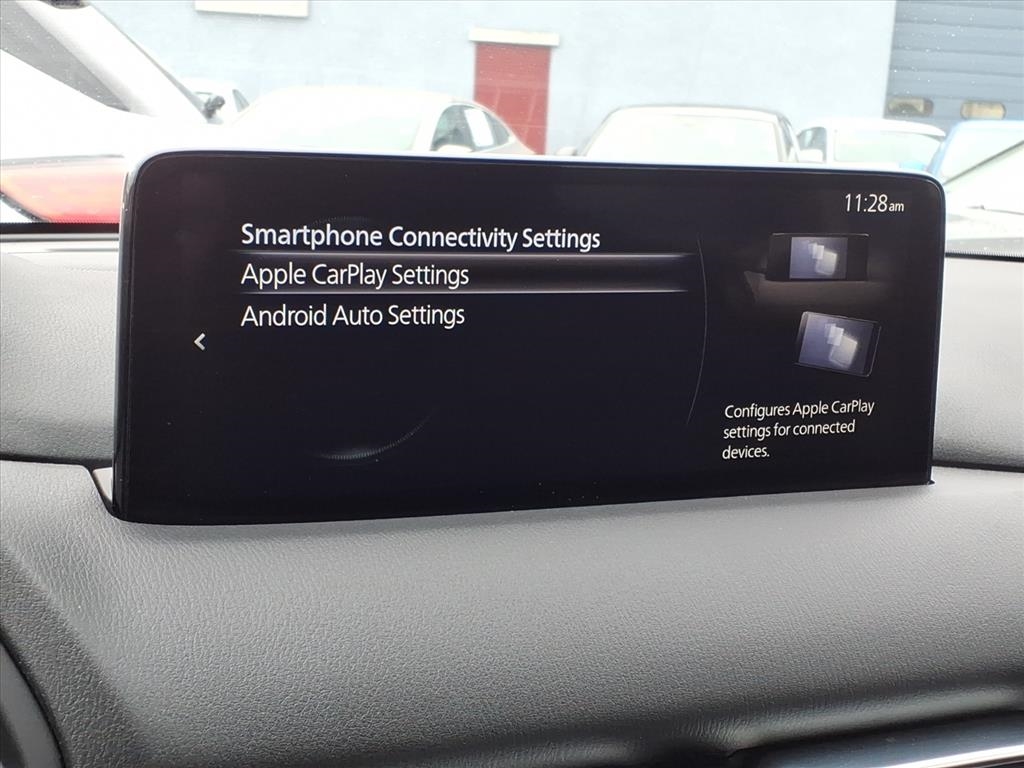 11:28am
Smartphone Connectivity Settings
Apple CarPlay Settings
Android Auto Settings
Configures Apple CarPlay
settings for connected
devices.